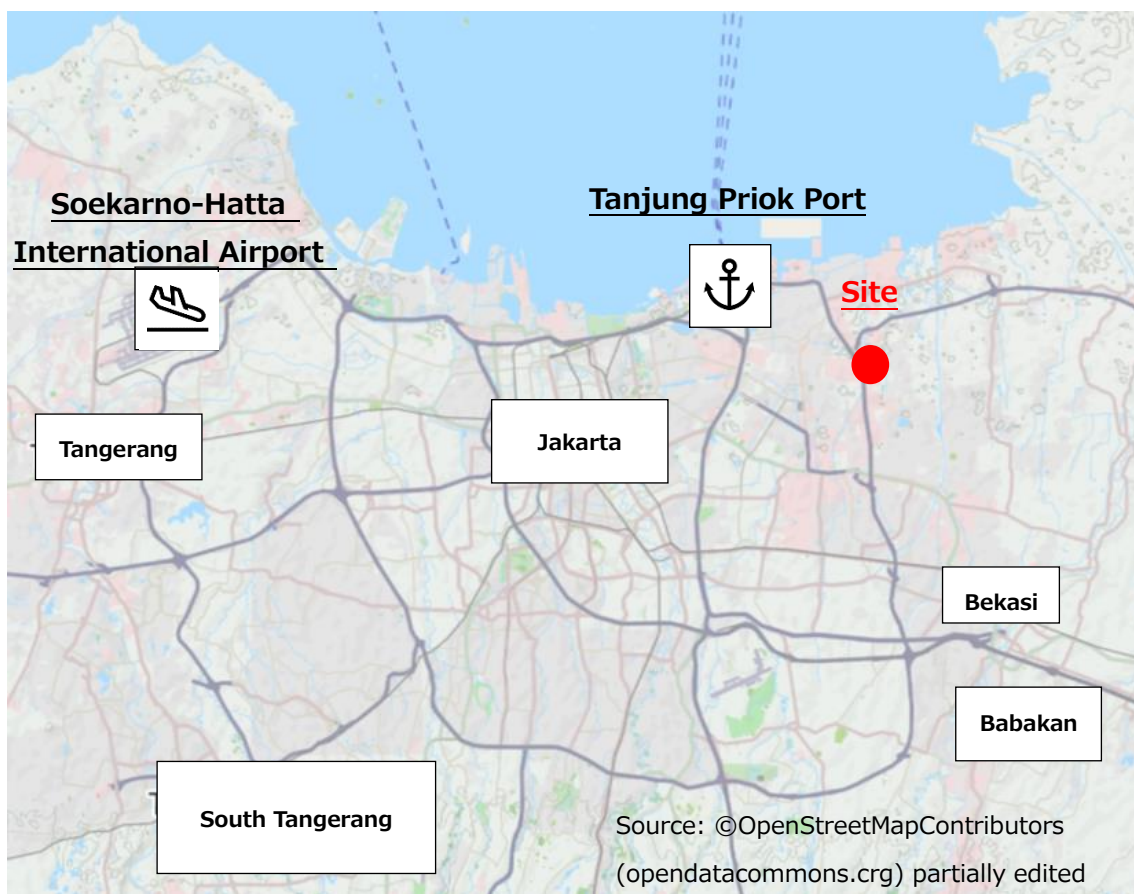 Soekarno-Hatta
International Airport
Tanjung Priok Port
Site
Tangerang
Jakarta
Bekasi
Babakan
South Tangerang
Source: ©OpenStreetMapContributors
(opendatacommons.crg) partially edited